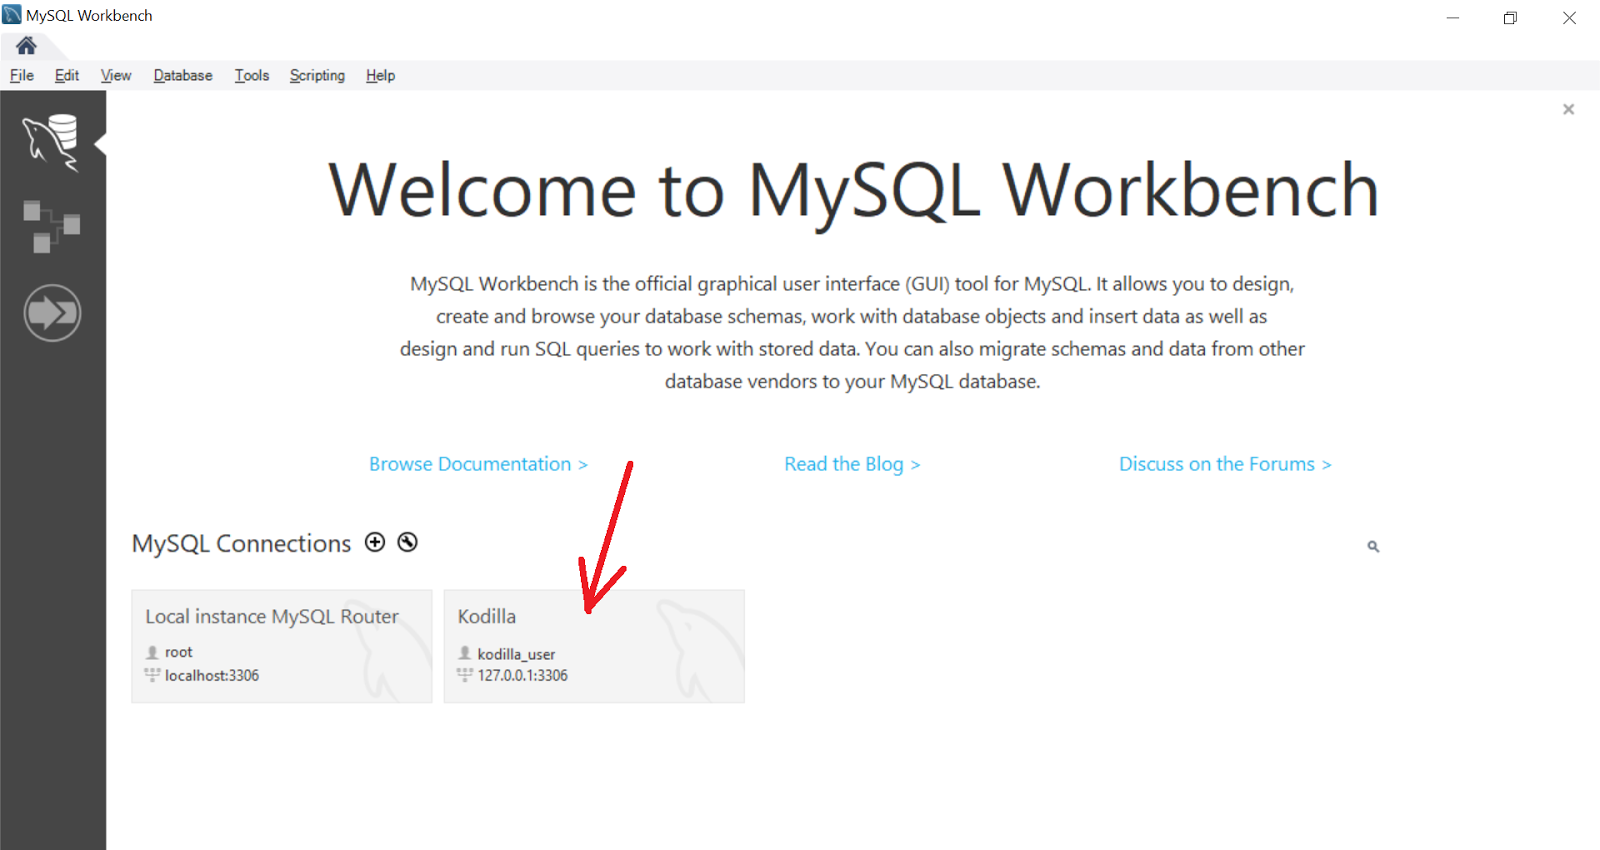 MySQL Workbench
File Edit View Database Tools Scripting Help
Welcome to MySQL Workbench
MySQL Workbench is the official graphical user interface (GUI) tool for MySQL. It allows you to design,
create and browse your database schemas, work with database objects and insert data as well as
design and run SQL queries to work with stored data. You can also migrate schemas and data from other
database vendors to your MySQL database.
Browse Documentation >
Read the Blog >
Discuss on the Forums >
MySQL Connections
Local instance MySQL Router
root
localhost:3306
Kodilla
kodilla_user
127.0.0.1:3306